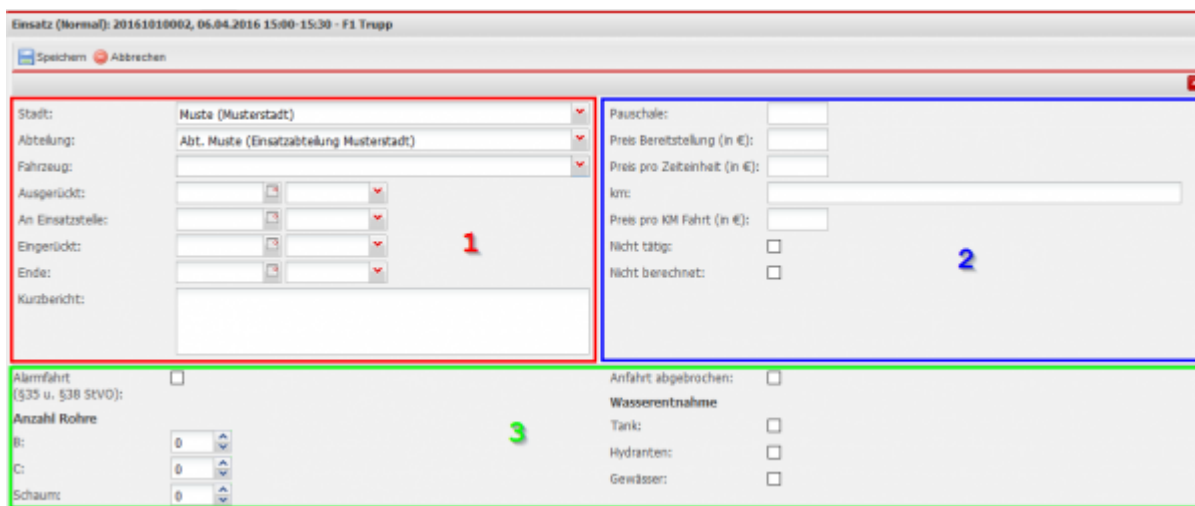 Einsatz (Normal): 20161010002, 06.04.2016 15:00-15:30 - F1 Trupp
Speichern Abbrechen
Stadt: Muste (Musterstadt)
Abteilung: Abt. Muste (Einsatzabteilung Musterstadt)
Fahrzeug:
Ausgerückt:
An Einsatzstelle:
Eingerückt:
Ende:
Kurzbericht:
1
Pauschale:
Preis Bereitstellung (in €):
Preis pro Zeiteinheit (in €):
km:
Preis pro KM Fahrt (in €):
Nicht tätig:
Nicht berechnet:
2
Alarmfahrt
(§35 u. §38 StVO):
Anzahl Rohre
B: 0
C: 0
Schaum: 0
3
Anfahrt abgebrochen:
Wasserentnahme
Tank:
Hydranten:
Gewässer: